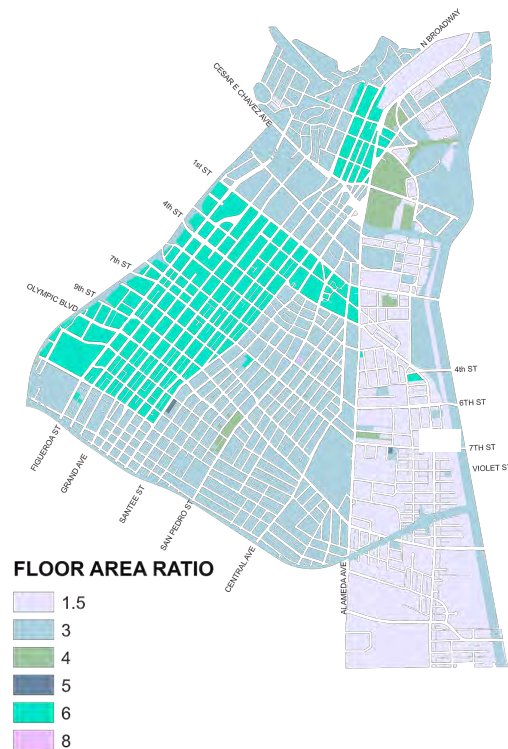 N BROADWAY
CESAR E CHAVEZ AVE
1st ST
4th ST
7th ST
9th ST
OLYMPIC BLVD
4th ST
6TH ST
7TH ST
VIOLET ST
FIGUEROA ST
GRAND AVE
SANTEE ST
SAN PEDRO ST
CENTRAL AVE
ALAMEDA AVE
FLOOR AREA RATIO
1.5
3
4
5
6
8